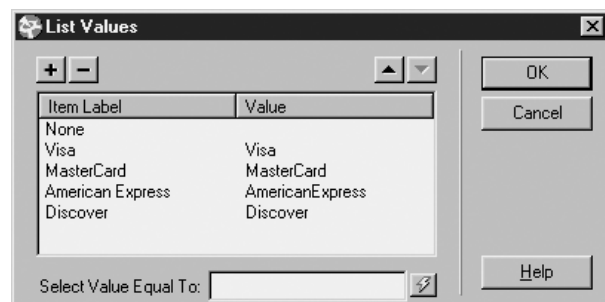 List Values
OK
Cancel
Item Label Value
None
Visa Visa
MasterCard MasterCard
American Express AmericanExpress
Discover Discover
Select Value Equal To:
Help